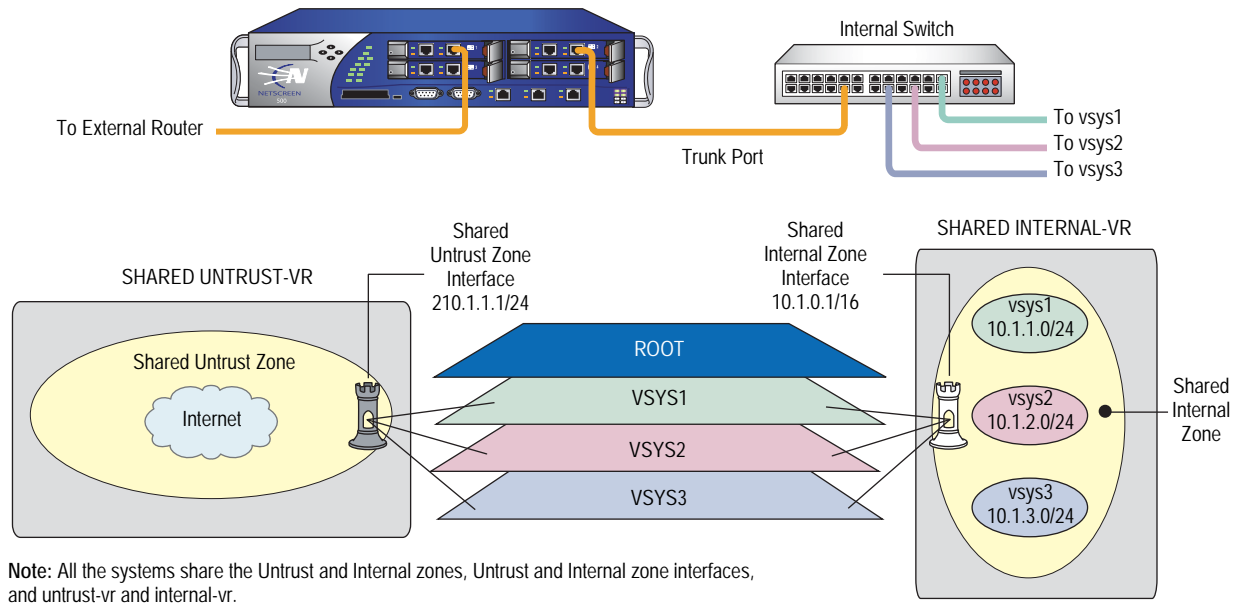 Internal Switch
NETSCREEN
500
To External Router
Trunk Port
To vsys1
To vsys2
To vsys3
SHARED UNTRUST-VR
Shared
Untrust Zone
Interface
210.1.1.1/24
Shared
Internal Zone
Interface
10.1.0.1/16
SHARED INTERNAL-VR
Shared Untrust Zone
Internet
ROOT
VSYS1
VSYS2
VSYS3
vsys1
10.1.1.0/24
vsys2
10.1.2.0/24
vsys3
10.1.3.0/24
Shared
Internal
Zone
Note: All the systems share the Untrust and Internal zones, Untrust and Internal zone interfaces,
and untrust-vr and internal-vr.